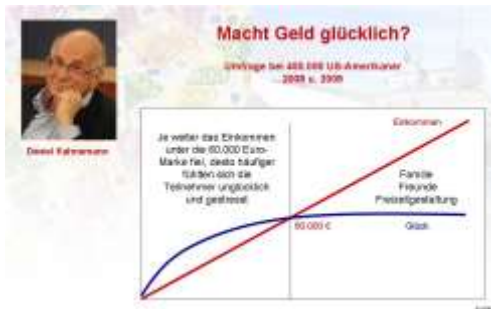 Macht Geld glücklich?
Umfrage bei 400.000 US-Amerikaner
2008 u. 2009
Daniel Kahnemann
Je weiter das Einkommen
unter die 60.000 Euro-
Marke fiel, desto häufiger
fühlten sich die
Teilnehmer unglücklich
und gestresst.
Einkommen
Familie
Freunde
Freizeitgestaltung
60.000 €
Glück